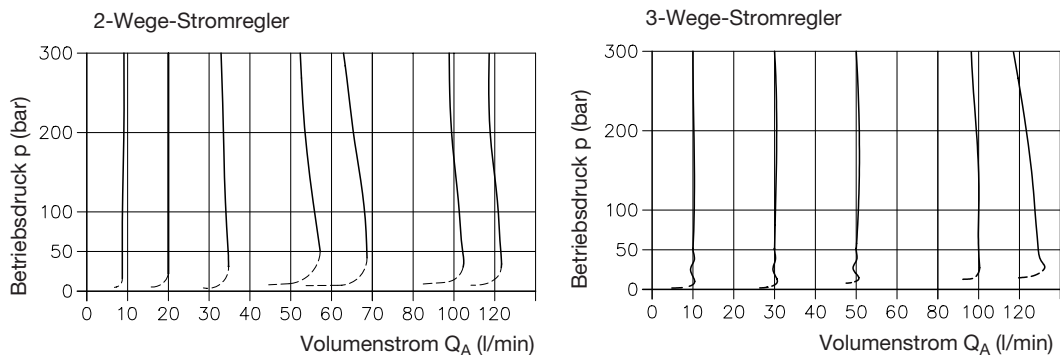 2-Wege-Stromregler
Betriebsdruck p (bar)
300
200
100
50
0
0 10 20 30 40 50 60 70 80 100 120
Volumenstrom QA (l/min)
3-Wege-Stromregler
Betriebsdruck p (bar)
300
200
100
50
0
0 10 20 30 40 50 60 80 100 120
Volumenstrom QA (l/min)